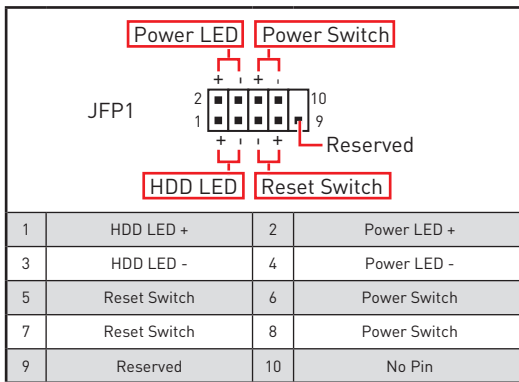 Power LED Power Switch
+ - + -
JFP1
2 10
1 9
+ - - +
Reserved
HDD LED Reset Switch
1 HDD LED + 2 Power LED +
3 HDD LED - 4 Power LED -
5 Reset Switch 6 Power Switch
7 Reset Switch 8 Power Switch
9 Reserved 10 No Pin